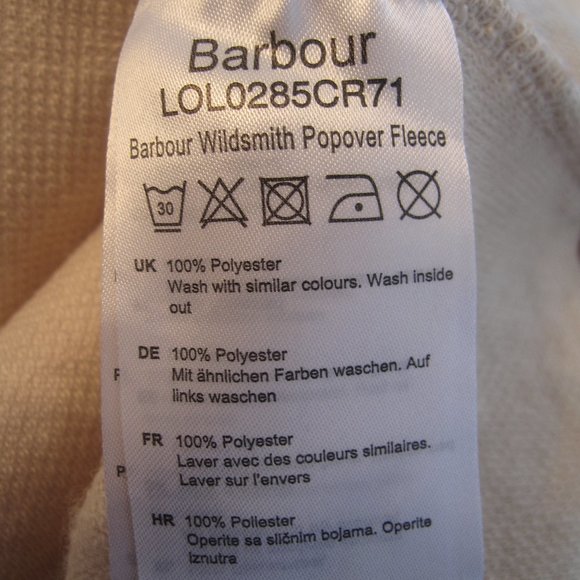 Barbour
LOL0285CR71
Barbour Wildsmith Popover Fleece
30
UK 100% Polyester
Wash with similar colours. Wash inside
out
DE 100% Polyester
Mit ähnlichen Farben waschen. Auf
links waschen
FR 100% Polyester
Laver avec des couleurs similaires.
Laver sur l'envers
HR 100% Poliester
Operite sa sličnim bojama. Operite
iznutra